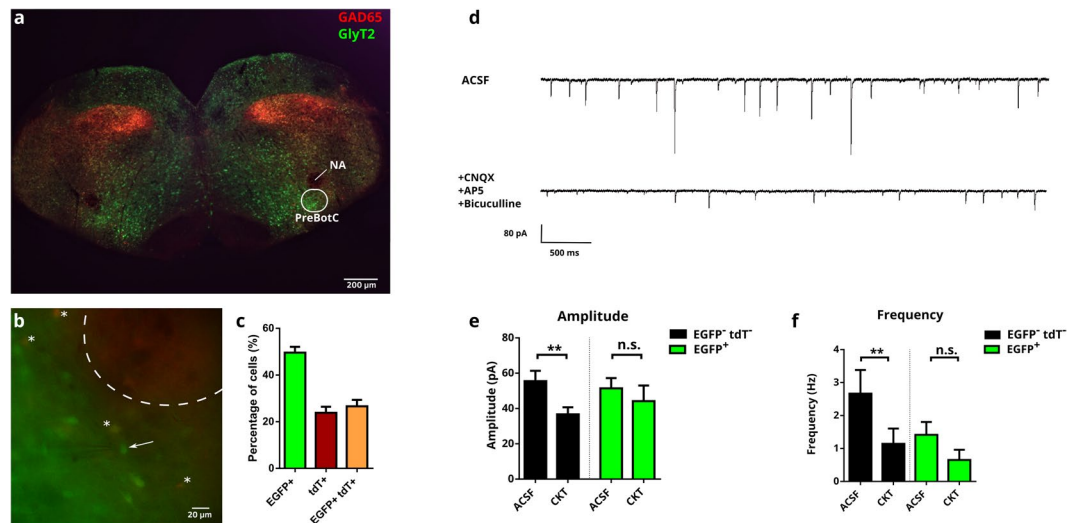 a
GAD65
GlyT2
NA
PreBotC
200 µm
b
*
*
*
*
20 µm
c
Percentage of cells (%)
60
40
20
0
EGFP+
tdT+
EGFP+ tdT+
d
ACSF
+CNQX
+AP5
+Bicuculline
80 pA
500 ms
e
Amplitude
EGFP⁻ tdT⁻
EGFP⁺
**
n.s.
Amplitude (pA)
80
60
40
20
0
ACSF
CKT
ACSF
CKT
f
Frequency
EGFP⁻ tdT⁻
EGFP⁺
**
n.s.
Frequency (Hz)
4
3
2
1
0
ACSF
CKT
ACSF
CKT